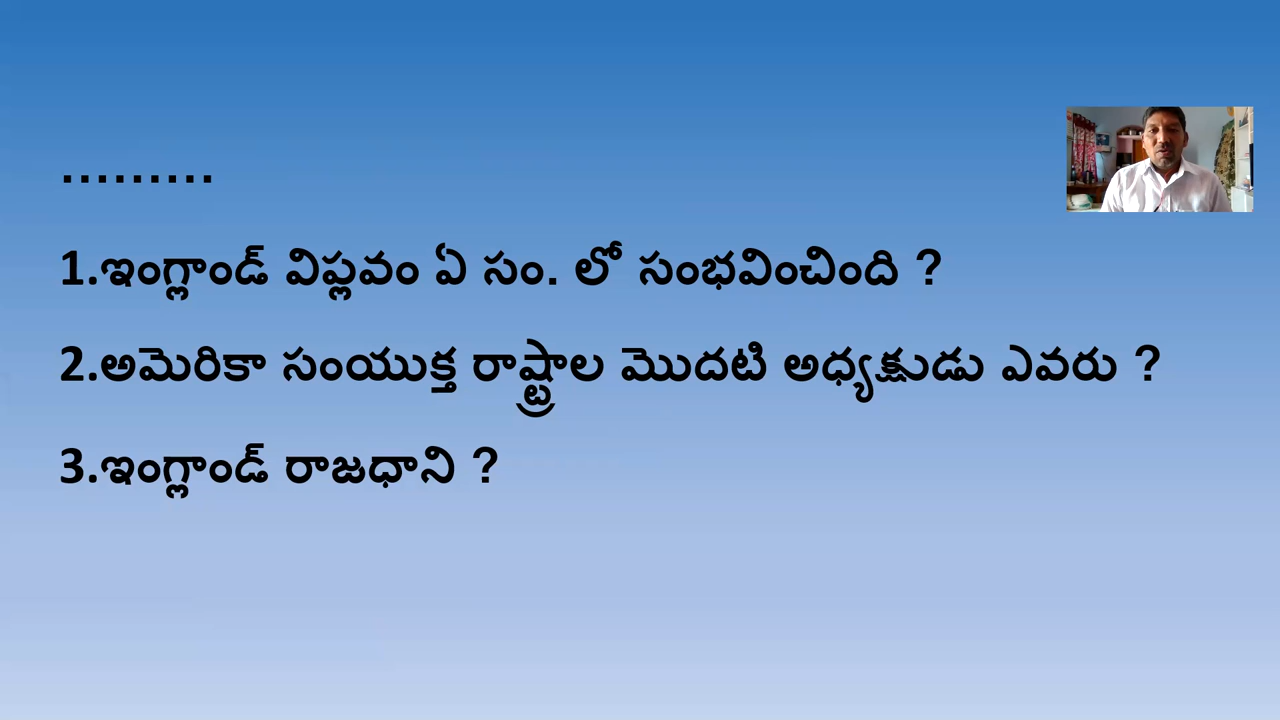 ………
1.ఇంగ్లాండ్ విప్లవం ఏ సం. లో సంభవించింది ?
2.అమెరికా సంయుక్త రాష్ట్రాల మొదటి అధ్యక్షుడు ఎవరు ?
3.ఇంగ్లాండ్ రాజధాని ?